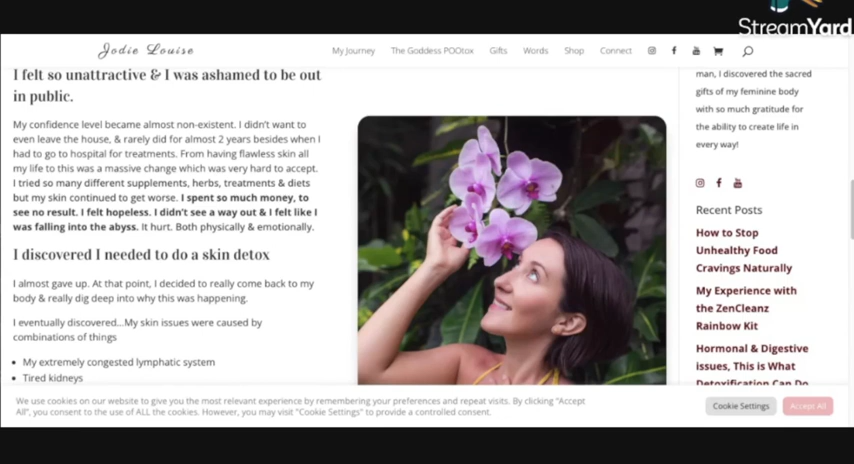 StreamYard
Jodie Louise
My Journey
The Goddess POOtox
Gifts
Words
Shop
Connect
I felt so unattractive & I was ashamed to be out
in public.
My confidence level became almost non-existent. I didn't want to
even leave the house, & rarely did for almost 2 years besides when I
had to go to hospital for treatments. From having flawless skin all
my life to this was a massive change which was very hard to accept.
I tried so many different supplements, herbs, treatments & diets
but my skin continued to get worse. I spent so much money, to
see no result. I felt hopeless. I didn't see a way out & I felt like I
was falling into the abyss. It hurt. Both physically & emotionally.
I discovered I needed to do a skin detox
I almost gave up. At that point, I decided to really come back to my
body & really dig deep into why this was happening.
I eventually discovered...My skin issues were caused by
combinations of things
• My extremely congested lymphatic system
• Tired kidneys
man, I discovered the sacred
gifts of my feminine body
with so much gratitude for
the ability to create life in
every way!
Recent Posts
How to Stop
Unhealthy Food
Cravings Naturally
My Experience with
the ZenCleanz
Rainbow Kit
Hormonal & Digestive
issues, This is What
Detoxification Can Do
We use cookies on our website to give you the most relevant experience by remembering your preferences and repeat visits. By clicking "Accept
All", you consent to the use of ALL the cookies. However, you may visit "Cookie Settings" to provide a controlled consent.
Cookie Settings
Accept All